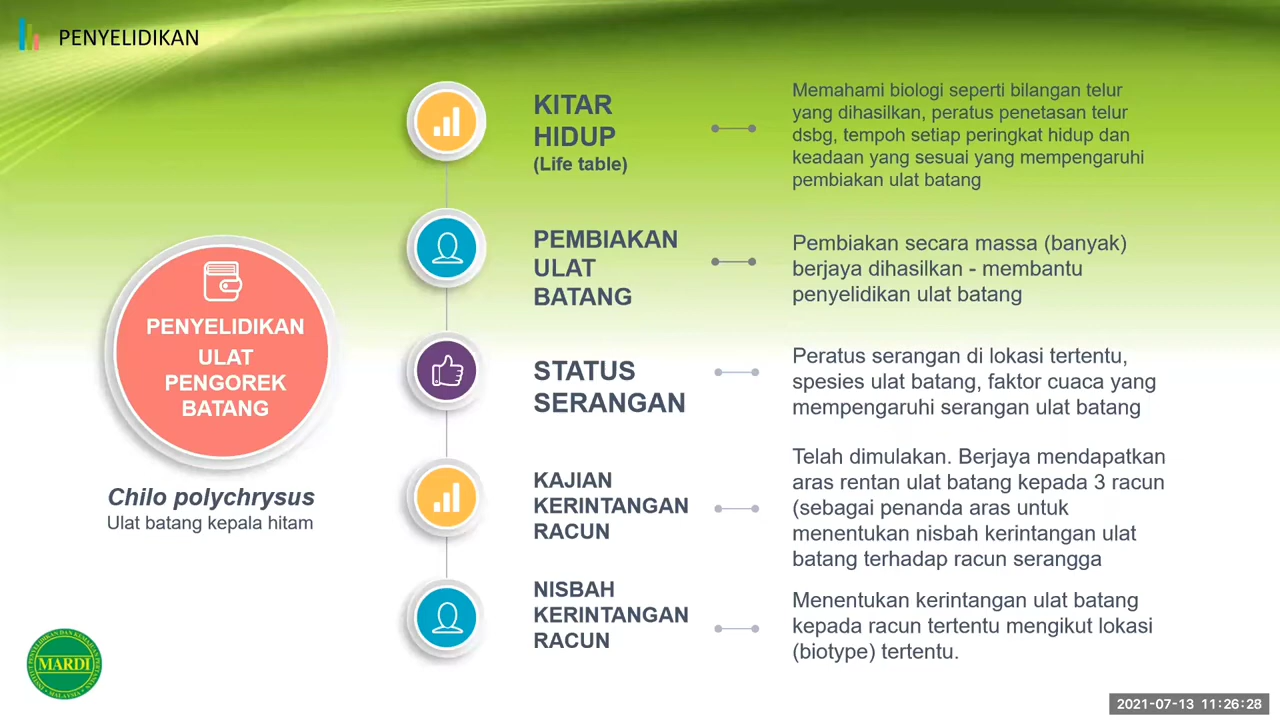 PENYELIDIKAN
KITAR
HIDUP
(Life table)
Memahami biologi seperti bilangan telur
yang dihasilkan, peratus penetasan telur
dsbg, tempoh setiap peringkat hidup dan
keadaan yang sesuai yang mempengaruhi
pembiakan ulat batang
PEMBIAKAN
ULAT
BATANG
Pembiakan secara massa (banyak)
berjaya dihasilkan - membantu
penyelidikan ulat batang
PENYELIDIKAN
ULAT
PENGOREK
BATANG
Chilo polychrysus
Ulat batang kepala hitam
STATUS
SERANGAN
Peratus serangan di lokasi tertentu,
spesies ulat batang, faktor cuaca yang
mempengaruhi serangan ulat batang
KAJIAN
KERINTANGAN
RACUN
Telah dimulakan. Berjaya mendapatkan
aras rentan ulat batang kepada 3 racun
(sebagai penanda aras untuk
menentukan nisbah kerintangan ulat
batang terhadap racun serangga
NISBAH
KERINTANGAN
RACUN
Menentukan kerintangan ulat batang
kepada racun tertentu mengikut lokasi
(biotype) tertentu.
MARDI
2021-07-13 11:26:28